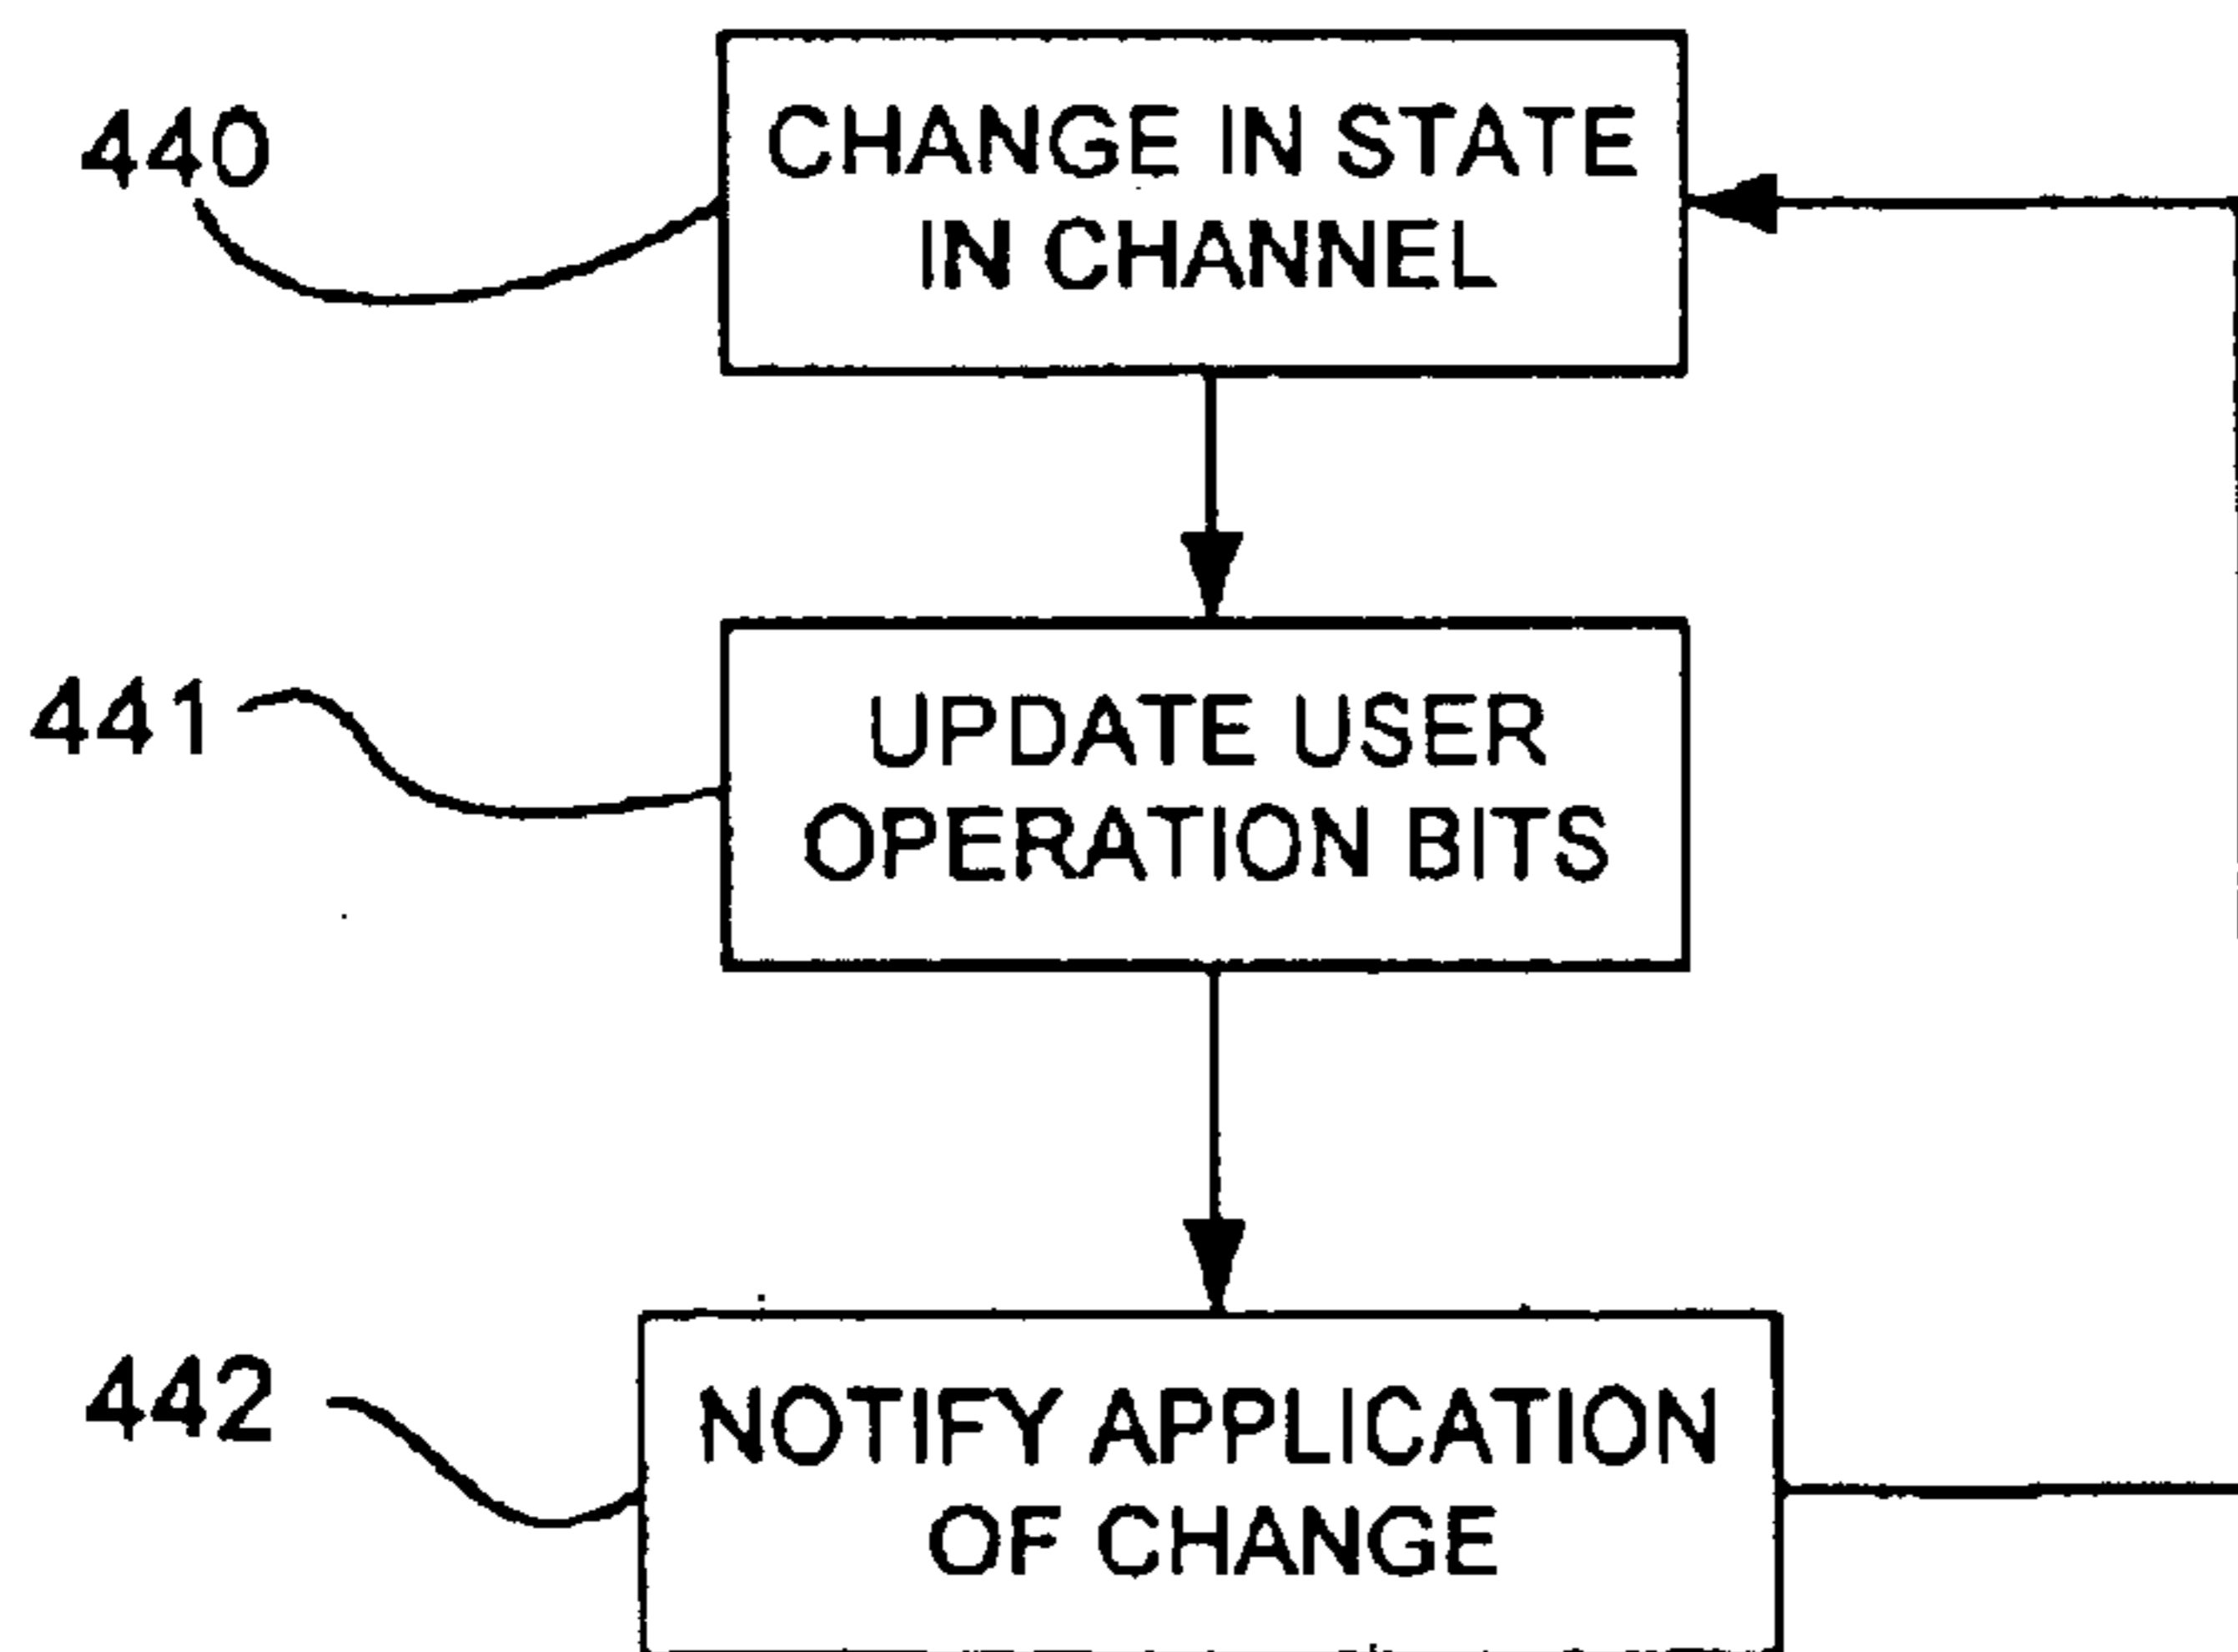 440
CHANGE IN STATE
IN CHANNEL
441
UPDATE USER
OPERATION BITS
442
NOTIFY APPLICATION
OF CHANGE